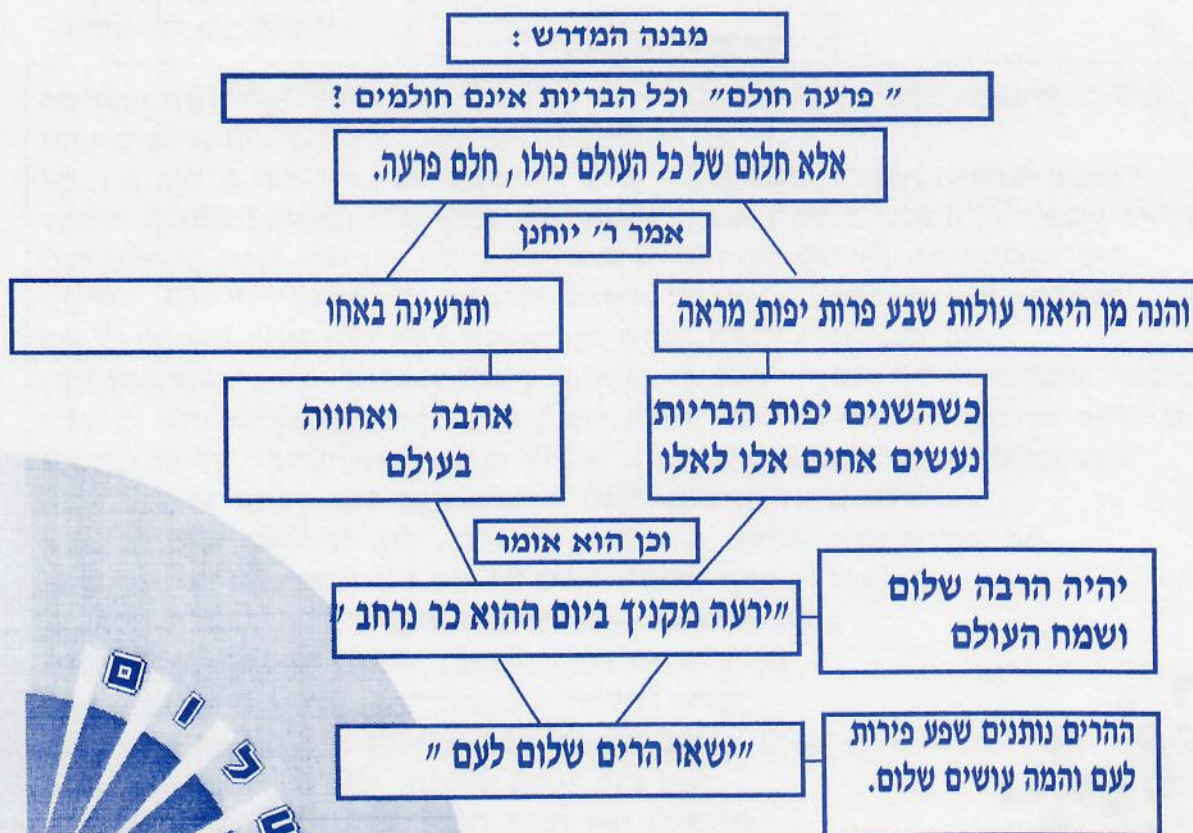 מבנה המדרש :
״ פרעה חולם״ וכל הבריות אינם חולמים ?
אלא חלום של כל העולם כולו, חלם פרעה.
אמר ר׳ יוחנן
והנה מן היאור עולות שבע פרות יפות מראה
ותרעינה באחו
כשהשנים יפות הבריות
נעשים אחים אלו לאלו
אהבה ואחווה
בעולם
וכן הוא אומר
״ירעה מקניך ביום ההוא כר נרחב ״
יהיה הרבה שלום
ושמח העולם
״ישאו הרים שלום לעם ״
ההרים נותנים שפע פירות
לעם והמה עושים שלום.